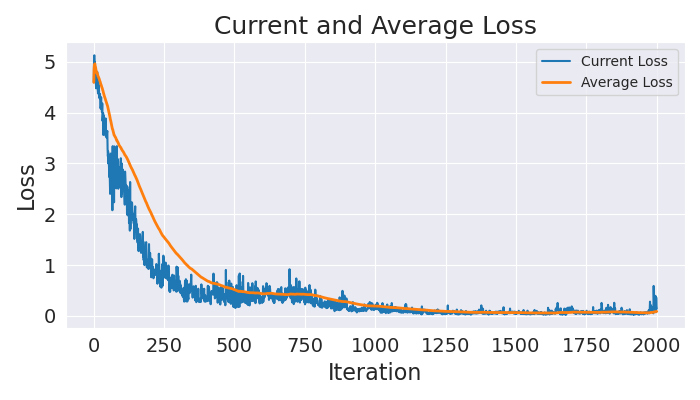 Current and Average Loss
Current Loss
Average Loss
Loss
5
4
3
2
1
0
0 250 500 750 1000 1250 1500 1750 2000
Iteration